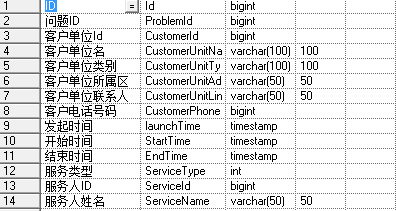 1 ID = Id bigint
2 问题ID ProblemId bigint
3 客户单位Id CustomerId bigint
4 客户单位名 CustomerUnitNa varchar(100) 100
5 客户单位类别 CustomerUnitTy varchar(100) 100
6 客户单位所属区 CustomerUnitAd varchar(50) 50
7 客户单位联系人 CustomerUnitLin varchar(50) 50
8 客户电话号码 CustomerPhone bigint
9 发起时间 launchTime timestamp
10 开始时间 StartTime timestamp
11 结束时间 EndTime timestamp
12 服务类型 ServiceType int
13 服务人ID ServiceId bigint
14 服务人姓名 ServiceName varchar(50) 50